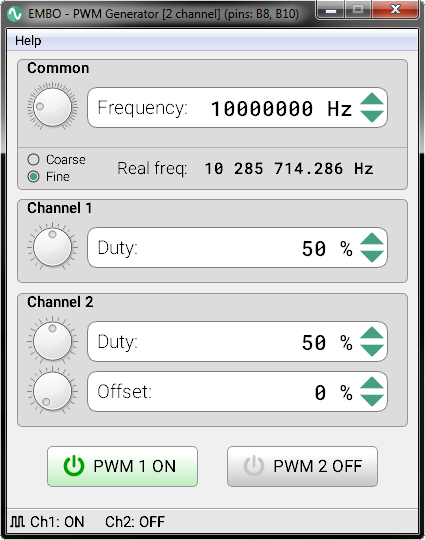 EMBO - PWM Generator [2 channel] (pins: B8, B10)
Help
Common
Frequency: 10000000 Hz
Coarse
Fine
Real freq: 10 285 714.286 Hz
Channel 1
Duty: 50 %
Channel 2
Duty: 50 %
Offset: 0 %
PWM 1 ON PWM 2 OFF
Ch1: ON Ch2: OFF